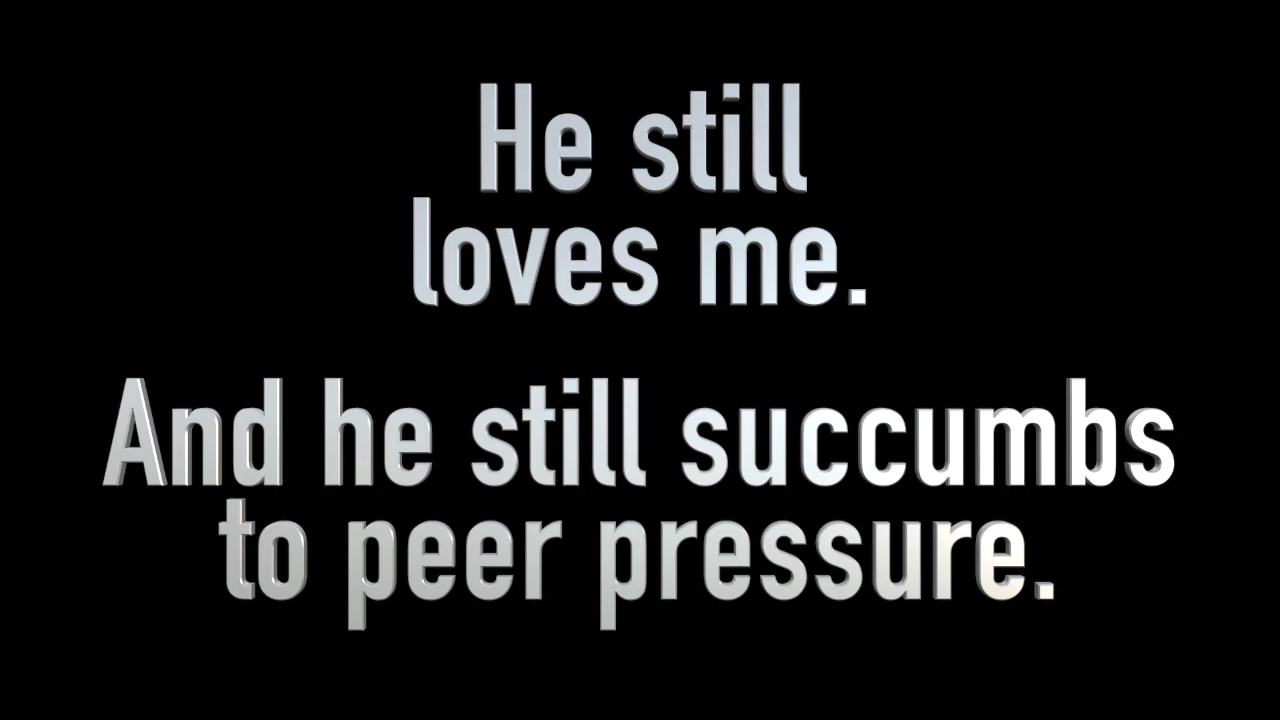 He still
loves me.
And he still succumbs
to peer pressure.